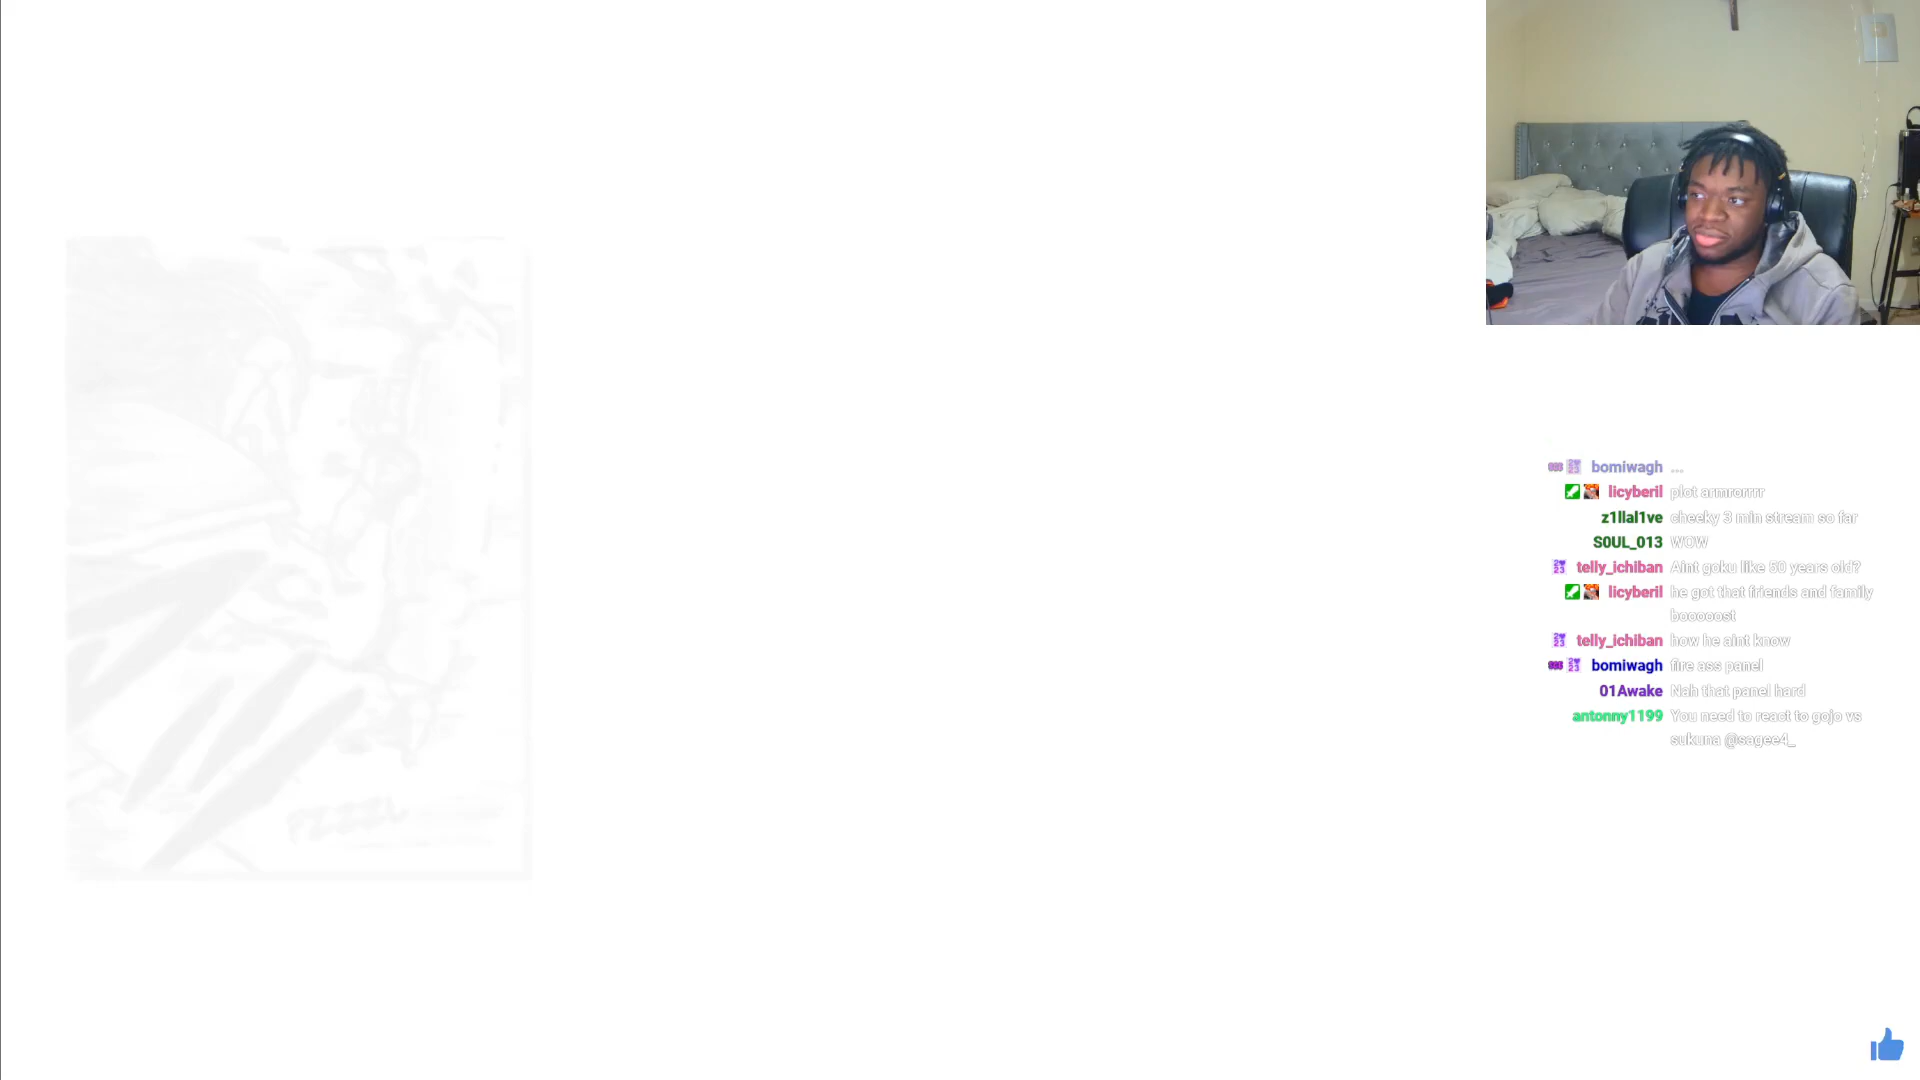 bomiwagh ...
licyberil plot armrorrrr
z1llal1ve cheeky 3 min stream so far
S0UL_013 WOW
telly_ichiban Aint goku like 50 years old?
licyberil he got that friends and family
booooost
telly_ichiban how he aint know
bomiwagh fire ass panel
01Awake Nah that panel hard
antonny1199 You need to react to gojo vs
sukuna @sagee4_